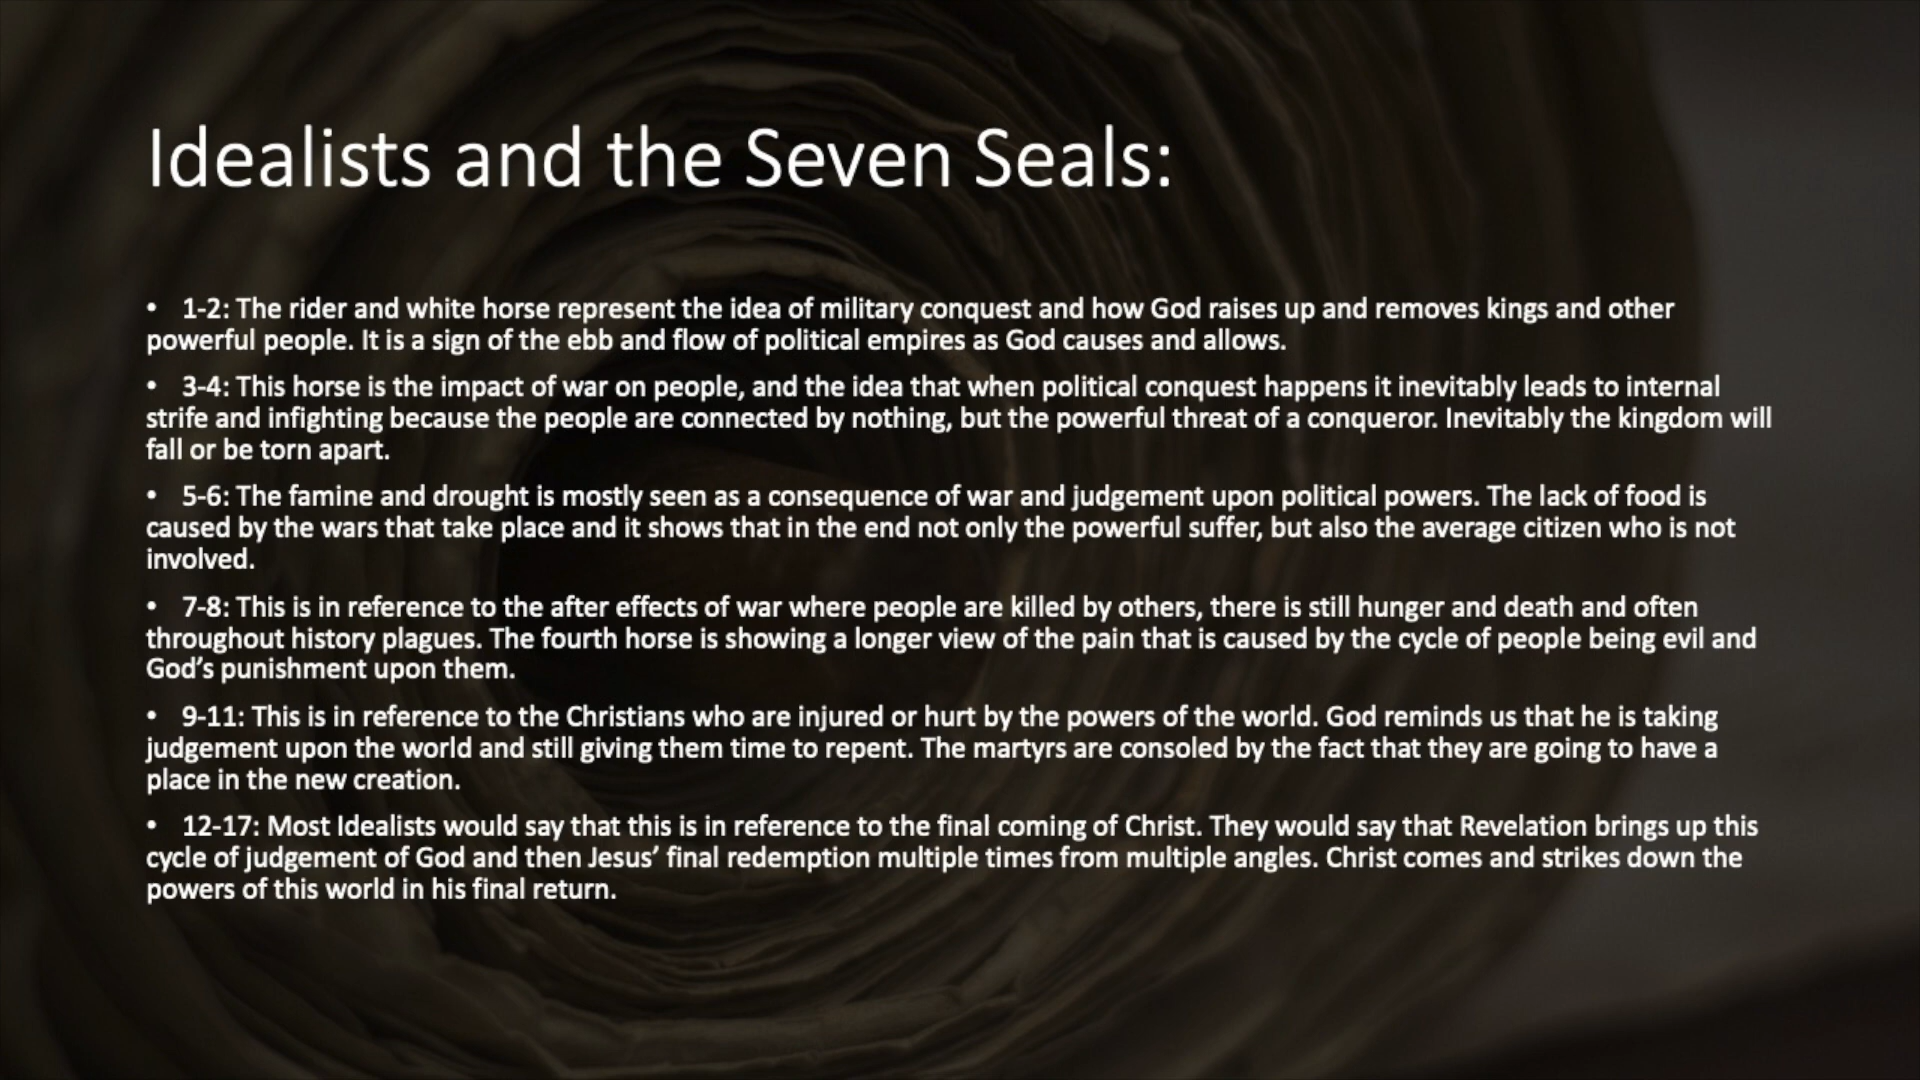 Idealists and the Seven Seals:
• 1-2: The rider and white horse represent the idea of military conquest and how God raises up and removes kings and other
powerful people. It is a sign of the ebb and flow of political empires as God causes and allows.
• 3-4: This horse is the impact of war on people, and the idea that when political conquest happens it inevitably leads to internal
strife and infighting because the people are connected by nothing, but the powerful threat of a conqueror. Inevitably the kingdom will
fall or be torn apart.
• 5-6: The famine and drought is mostly seen as a consequence of war and judgement upon political powers. The lack of food is
caused by the wars that take place and it shows that in the end not only the powerful suffer, but also the average citizen who is not
involved.
• 7-8: This is in reference to the after effects of war where people are killed by others, there is still hunger and death and often
throughout history plagues. The fourth horse is showing a longer view of the pain that is caused by the cycle of people being evil and
God’s punishment upon them.
• 9-11: This is in reference to the Christians who are injured or hurt by the powers of the world. God reminds us that he is taking
judgement upon the world and still giving them time to repent. The martyrs are consoled by the fact that they are going to have a
place in the new creation.
• 12-17: Most Idealists would say that this is in reference to the final coming of Christ. They would say that Revelation brings up this
cycle of judgement of God and then Jesus’ final redemption multiple times from multiple angles. Christ comes and strikes down the
powers of this world in his final return.